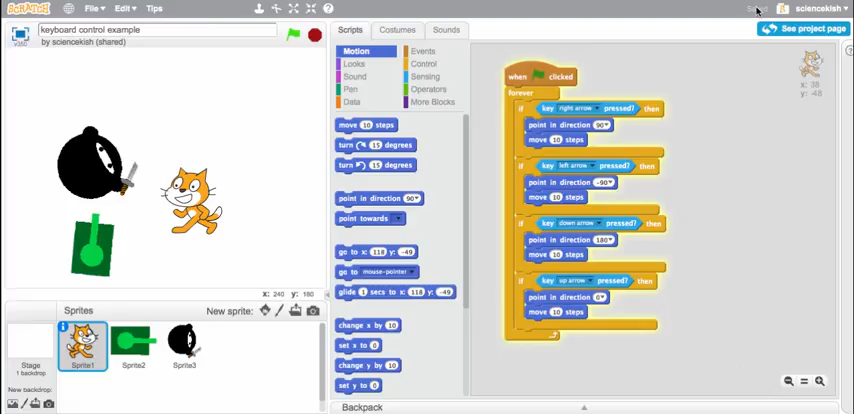 SCRATCH File▾ Edit▾ Tips Saved sciencekish▾
See project page
v350 keyboard control example
by sciencekish (shared)
x: 240 y: 180
Sprites New sprite:
Stage
1 backdrop
New backdrop:
Sprite1 Sprite2 Sprite3
Scripts Costumes Sounds
Motion Events
Looks Control
Sound Sensing
Pen Operators
Data More Blocks
move 10 steps
turn 15 degrees
turn 15 degrees
point in direction 90▾
point towards
go to x: 118 y: -49
go to mouse-pointer
glide 1 secs to x: 118 y: -49
change x by 10
set x to 0
change y by 10
set y to 0
when clicked
forever
if key right arrow pressed? then
point in direction 90▾
move 10 steps
if key left arrow pressed? then
point in direction -90▾
move 10 steps
if key down arrow pressed? then
point in direction 180▾
move 10 steps
if key up arrow pressed? then
point in direction 0▾
move 10 steps
x: 38
y: -48
Backpack